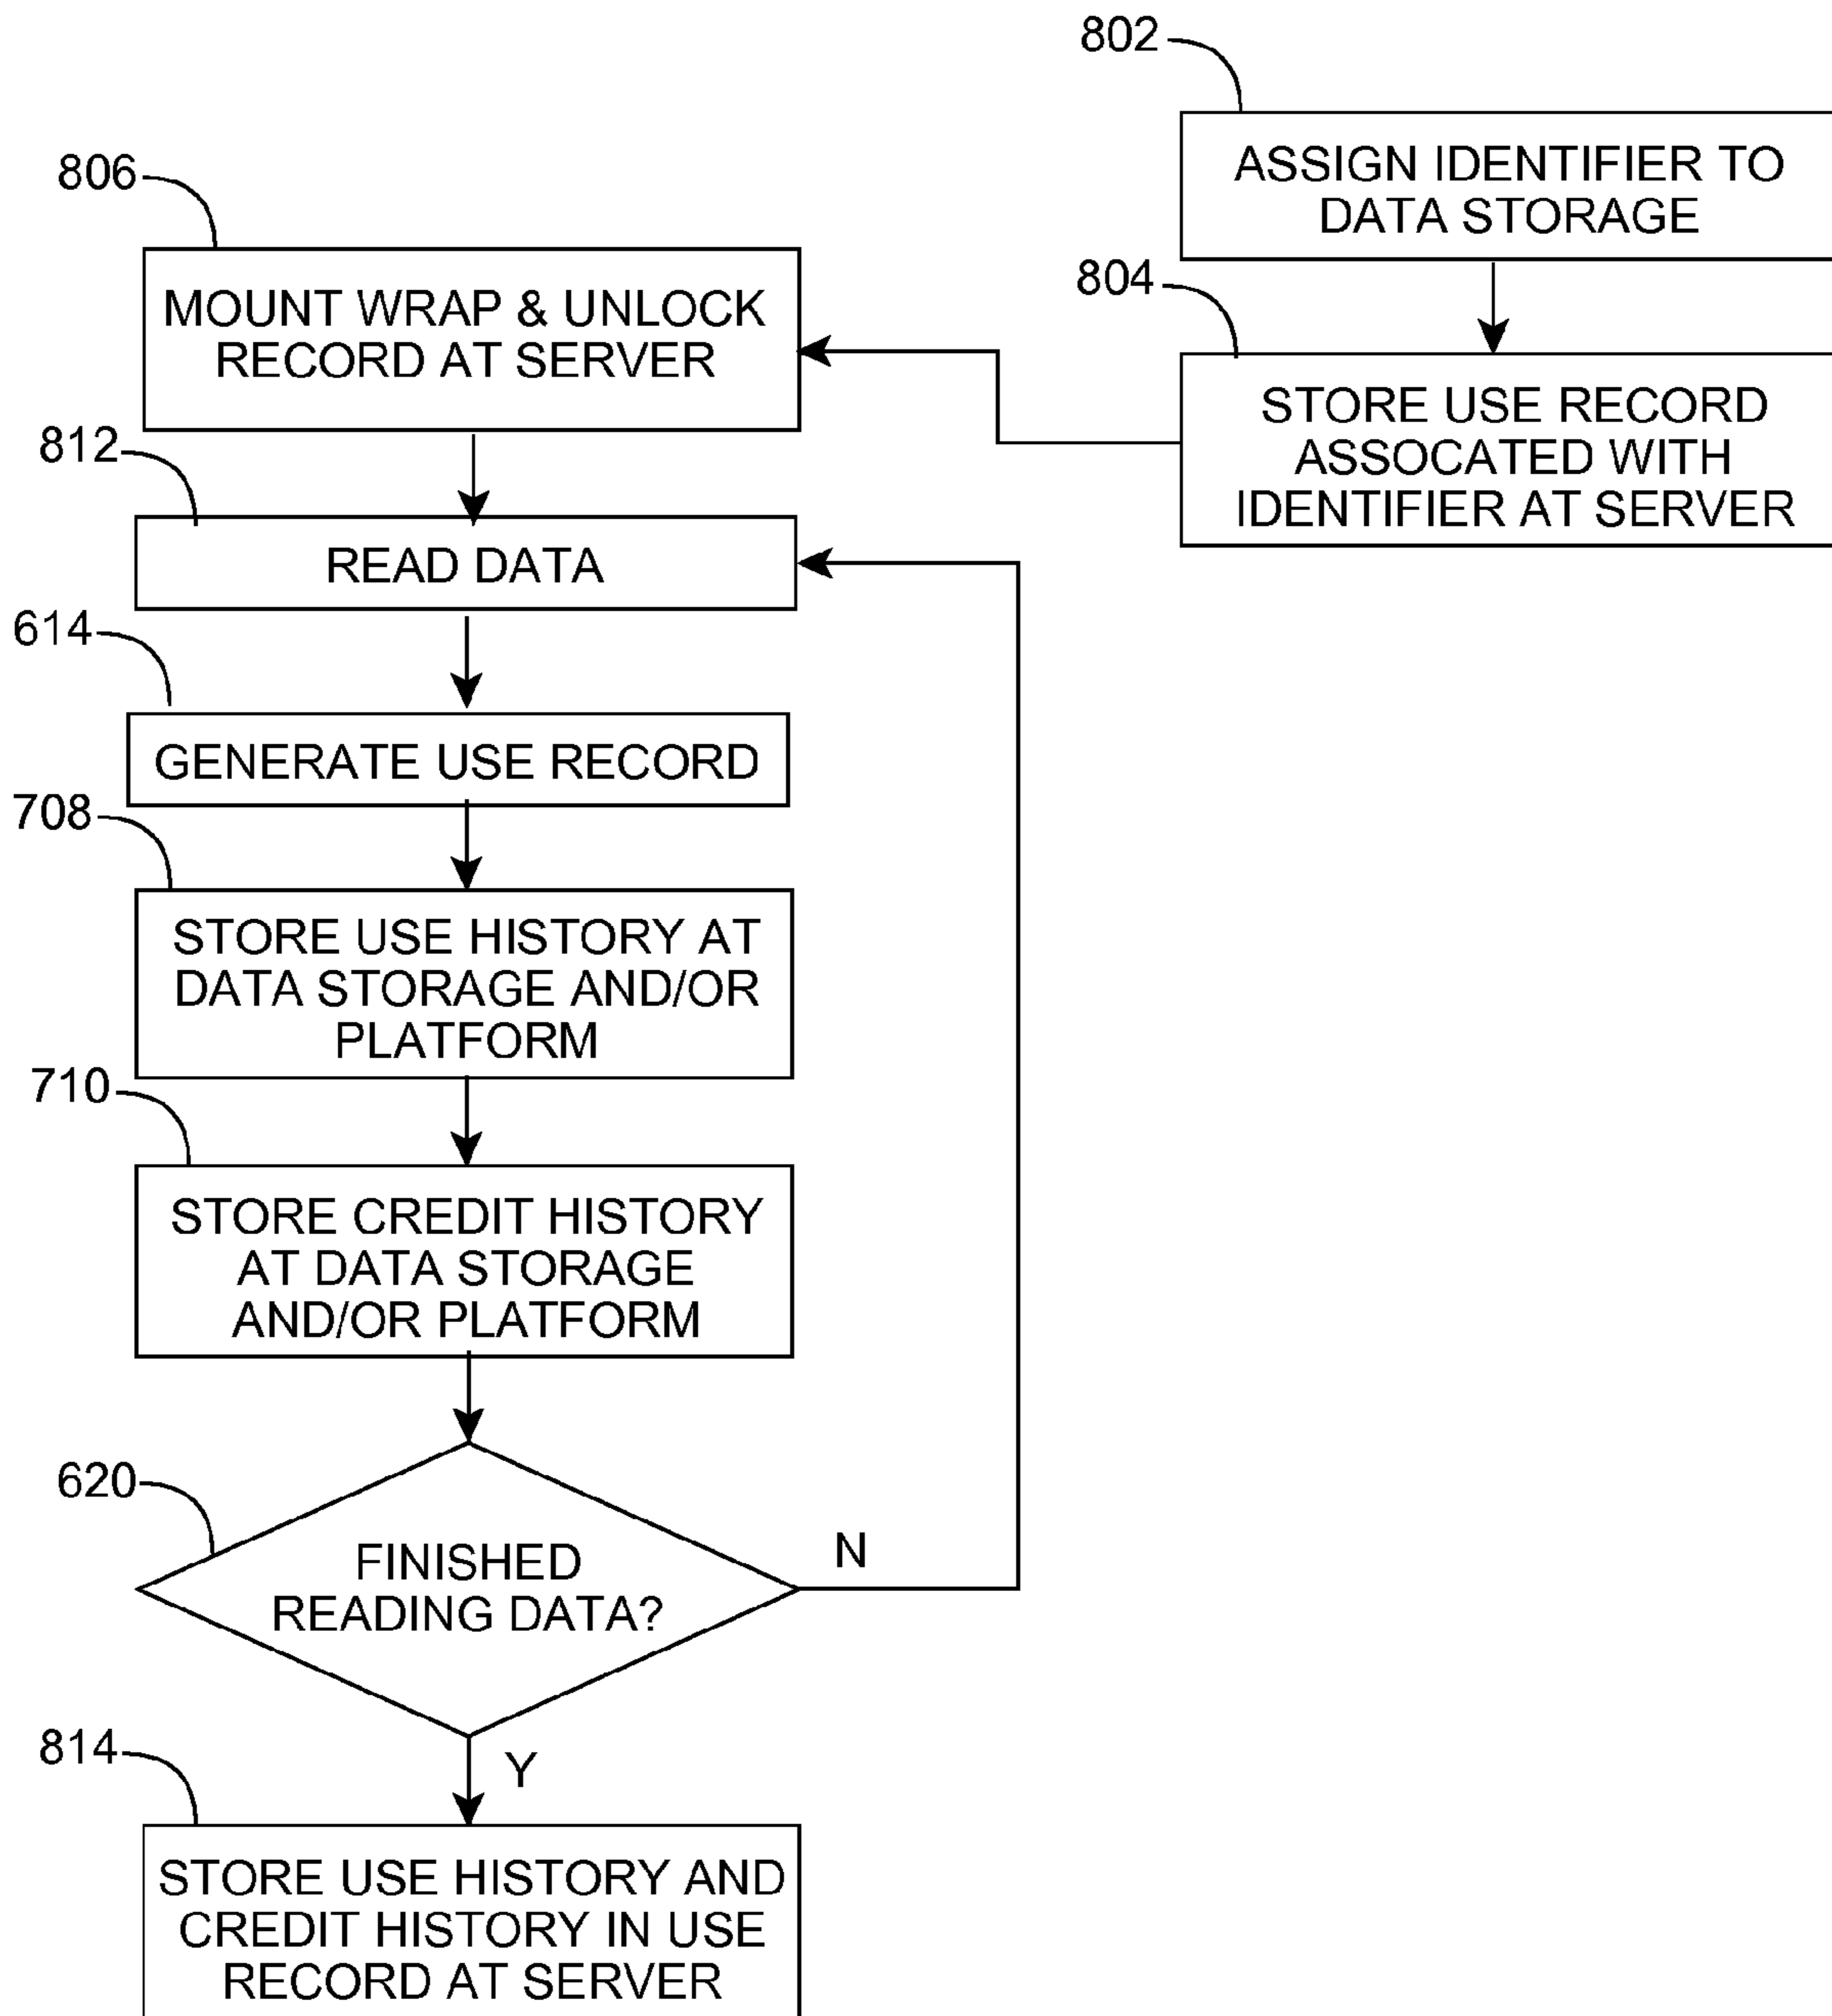 802
ASSIGN IDENTIFIER TO
DATA STORAGE
804
STORE USE RECORD
ASSOCATED WITH
IDENTIFIER AT SERVER
806
MOUNT WRAP & UNLOCK
RECORD AT SERVER
812
READ DATA
614
GENERATE USE RECORD
708
STORE USE HISTORY AT
DATA STORAGE AND/OR
PLATFORM
710
STORE CREDIT HISTORY
AT DATA STORAGE
AND/OR PLATFORM
620
FINISHED
READING DATA?
N
Y
814
STORE USE HISTORY AND
CREDIT HISTORY IN USE
RECORD AT SERVER